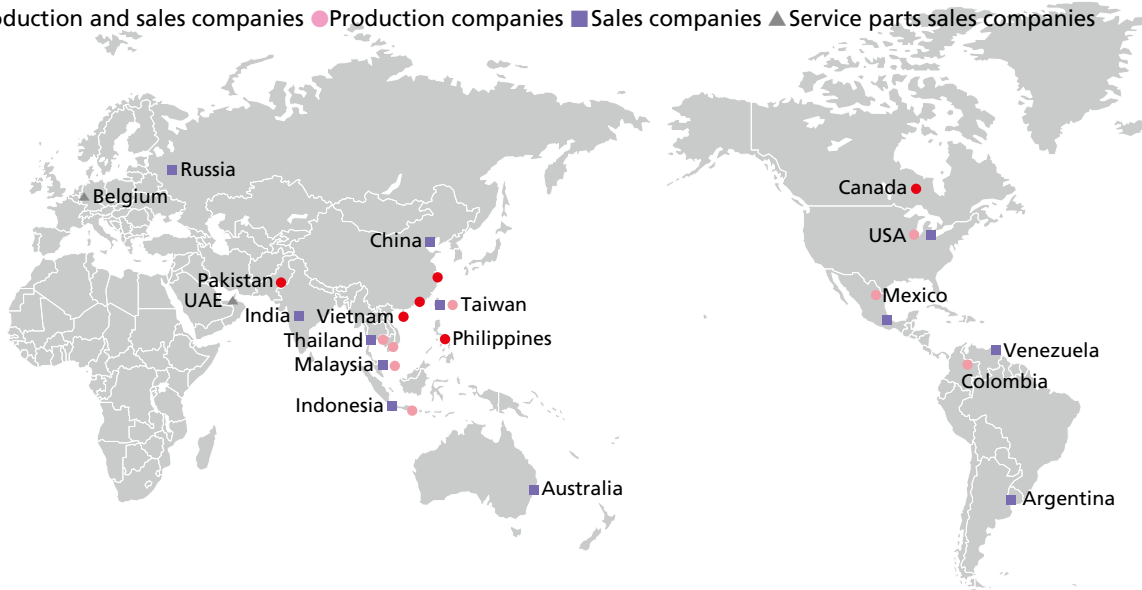 oduction and sales companies Production companies Sales companies Service parts sales companies
Russia
Belgium
Canada
USA
China
Pakistan
UAE
Mexico
Taiwan
India
Vietnam
Thailand
Philippines
Venezuela
Malaysia
Colombia
Indonesia
Australia
Argentina